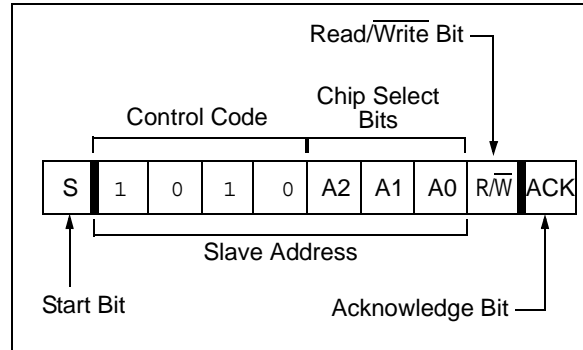 Read/Write Bit
Chip Select
Control Code Bits
S 1 0 1 0 A2 A1 A0 R/W ACK
Slave Address
Start Bit Acknowledge Bit